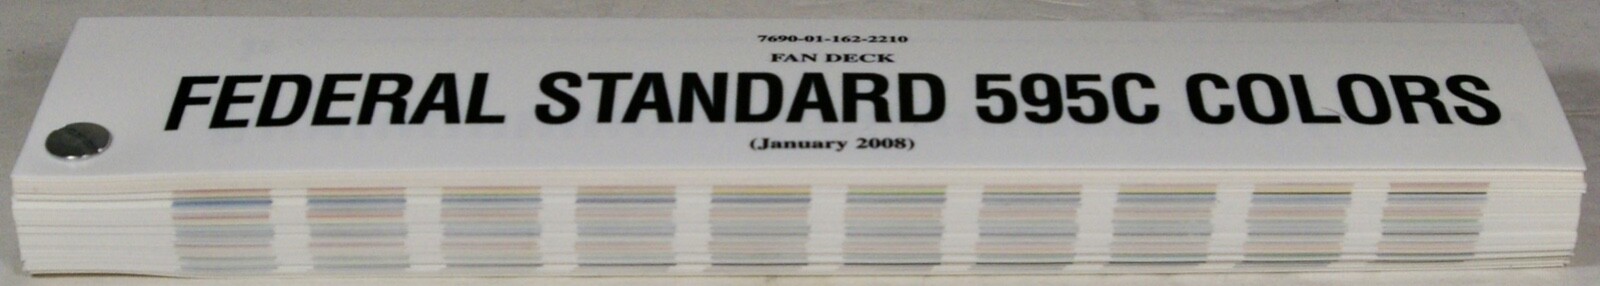 7690-01-162-2210
FAN DECK
FEDERAL STANDARD 595C COLORS
(January 2008)